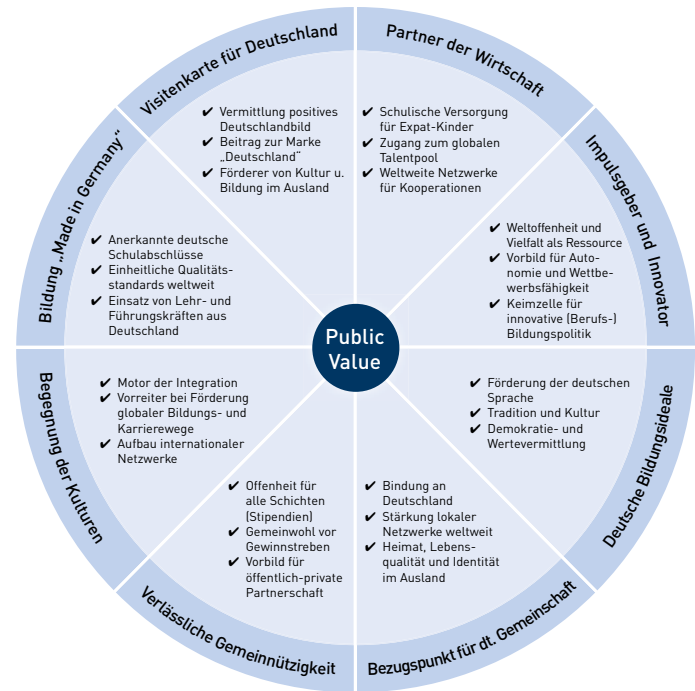 Visitenkarte für Deutschland
✔ Vermittlung positives
Deutschlandbild
✔ Beitrag zur Marke
„Deutschland“
✔ Förderer von Kultur u.
Bildung im Ausland
Partner der Wirtschaft
✔ Schulische Versorgung
für Expat-Kinder
✔ Zugang zum globalen
Talentpool
✔ Weltweite Netzwerke
für Kooperationen
Impulsgeber und Innovator
✔ Weltoffenheit und
Vielfalt als Ressource
✔ Vorbild für Auto-
nomie und Wettbe-
werbsfähigkeit
✔ Keimzelle für
innovative (Berufs-)
Bildungspolitik
Deutsche Bildungsideale
✔ Förderung der deutschen
Sprache
✔ Tradition und Kultur
✔ Demokratie- und
Wertevermittlung
Bezugspunkt für dt. Gemeinschaft
✔ Bindung an
Deutschland
✔ Stärkung lokaler
Netzwerke weltweit
✔ Heimat, Lebens-
qualität und Identität
im Ausland
Verlässliche Gemeinnützigkeit
✔ Offenheit für
alle Schichten
(Stipendien)
✔ Gemeinwohl vor
Gewinnstreben
✔ Vorbild für
öffentlich-private
Partnerschaft
Begegnung der Kulturen
✔ Motor der Integration
✔ Vorreiter bei Förderung
globaler Bildungs- und
Karrierewege
✔ Aufbau internationaler
Netzwerke
Bildung „Made in Germany“
✔ Anerkannte deutsche
Schulabschlüsse
✔ Einheitliche Qualitäts-
standards weltweit
✔ Einsatz von Lehr- und
Führungskräften aus
Deutschland
Public
Value